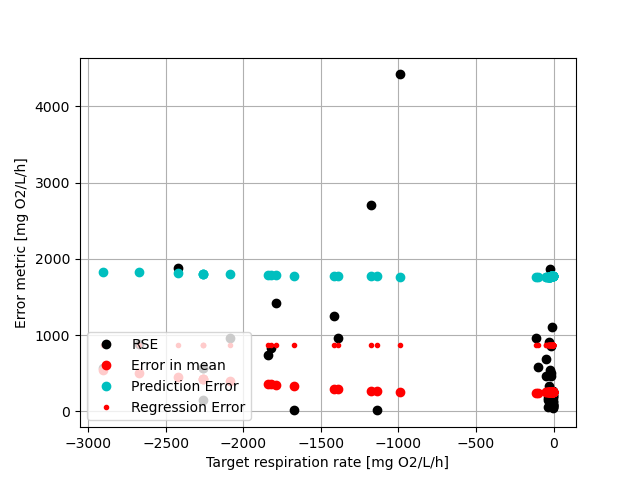 4000
3000
2000
1000
0
Error metric [mg O2/L/h]
RSE
Error in mean
Prediction Error
Regression Error
−3000 −2500 −2000 −1500 −1000 −500 0
Target respiration rate [mg O2/L/h]